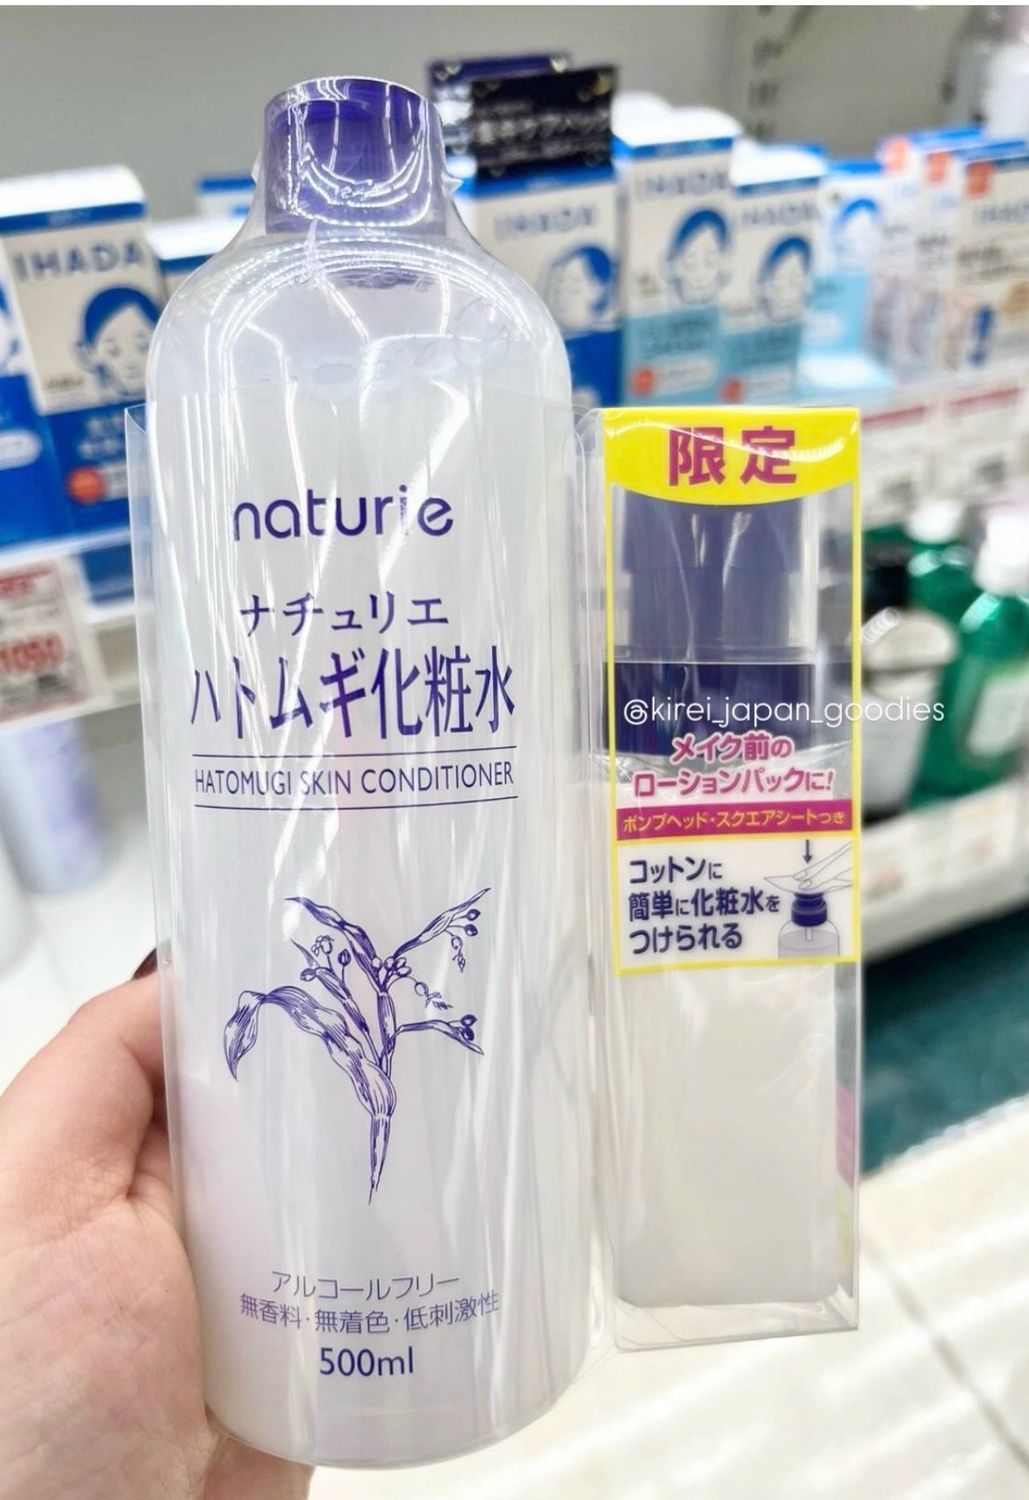 naturie
ナチュリエ
ハトムギ化粧水
HATOMUGI SKIN CONDITIONER
アルコールフリー
無香料・無着色・低刺激性
500ml
限定
@kirei_japan_goodies
メイク前の
ローションパックに!
ポンプヘッド・スクエアシートつき
コットンに
簡単に化粧水を
つけられる
IHADA
IHADA
IHADA
IHADA
1050